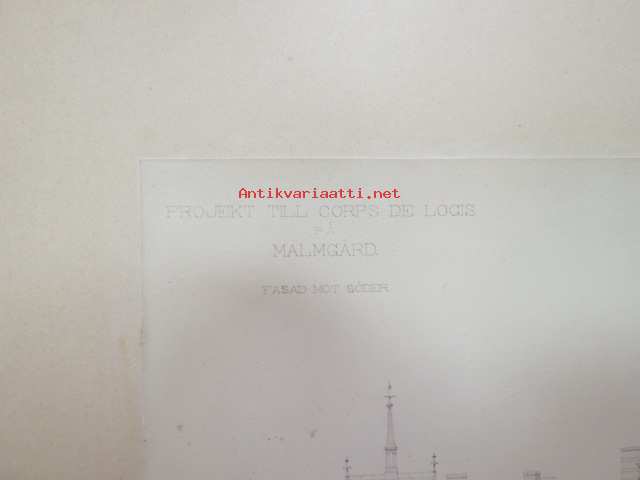 Antikvariaatti.net
PROJEKT TILL CORPS DE LOGIS
PÅ
MALMGÅRD.
FASAD MOT SÖDER